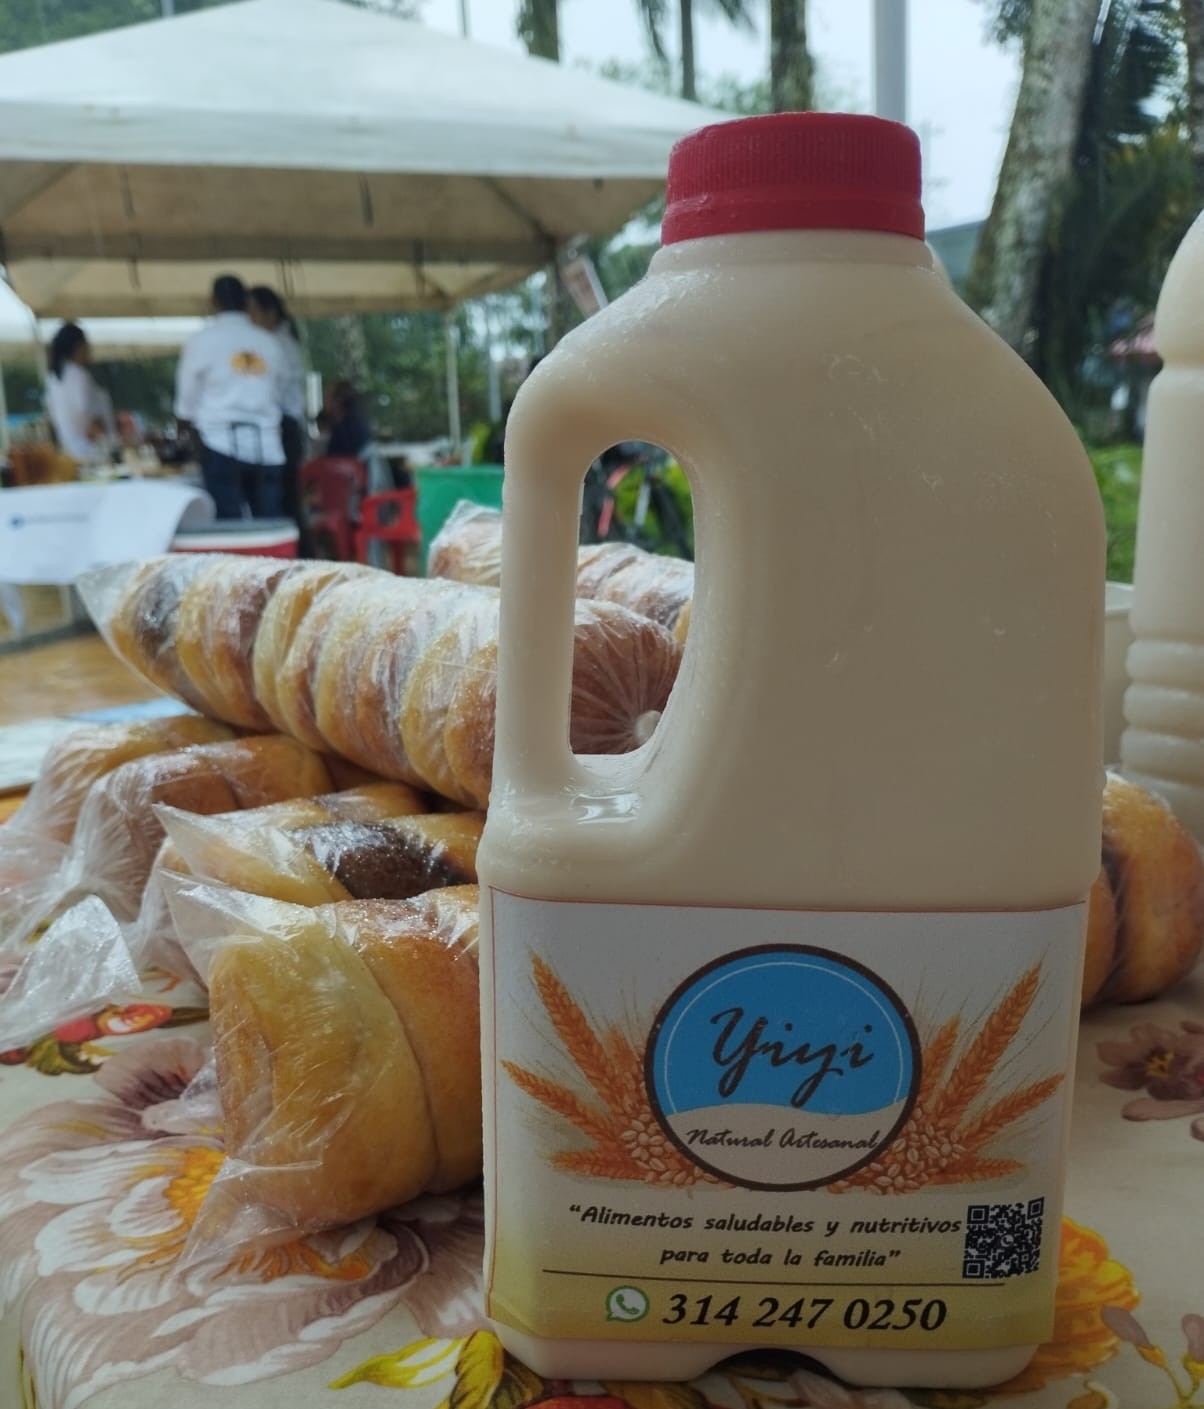 Yiyi
Natural Artesanal
“Alimentos saludables y nutritivos
para toda la familia”
314 247 0250